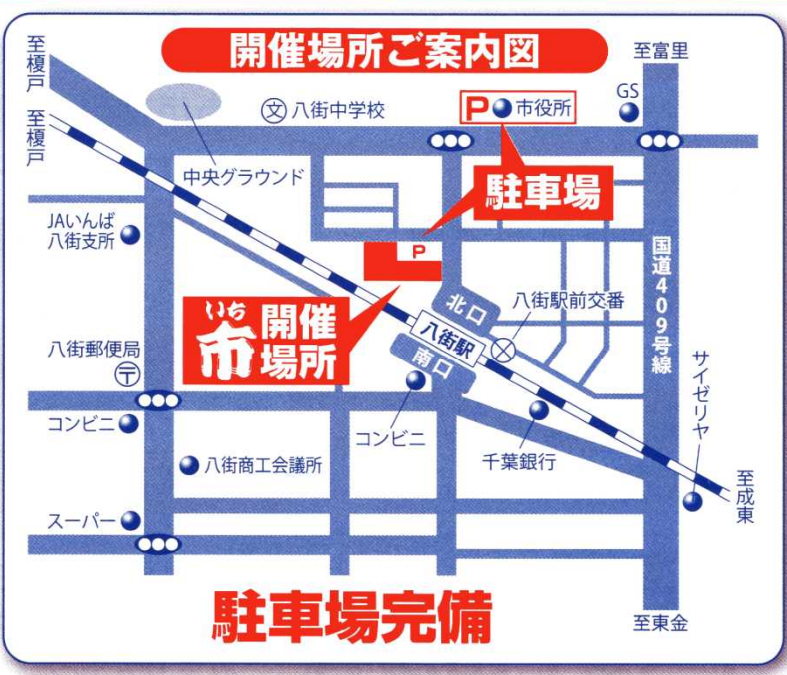 開催場所ご案内図
至榎戸
至榎戸
至富里
GS
文 八街中学校
P 市役所
中央グラウンド
駐車場
JAいんば
八街支所
P
国道409号線
いち
市 開催
場所
北口
八街駅前交番
八街駅
南口
八街郵便局
〒
サイゼリヤ
コンビニ
コンビニ
千葉銀行
八街商工会議所
至成東
スーパー
駐車場完備
至東金